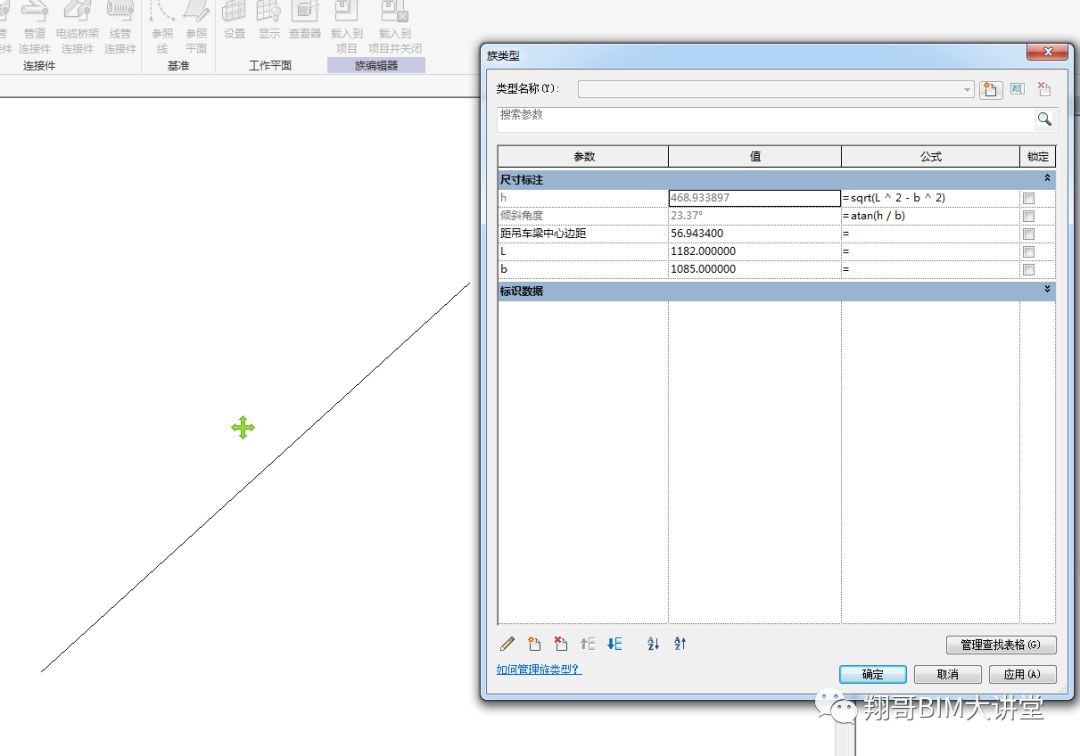 管 管道 电缆桥架 线管 参照 参照 设置 显示 查看器 载入到 载入到
件 连接件 连接件 连接件 线 平面 项目 项目并关闭
连接件 基准 工作平面 族编辑器
族类型
类型名称(Y):
搜索参数
参数 值 公式 锁定
尺寸标注
h 468.933897 =sqrt(L ^ 2 - b ^ 2)
倾斜角度 23.37° =atan(h / b)
距吊车梁中心边距 56.943400 =
L 1182.000000 =
b 1085.000000 =
标识数据
管理查找表格(G)
如何管理族类型?
确定 取消 应用(A)
翔哥BIM大讲堂